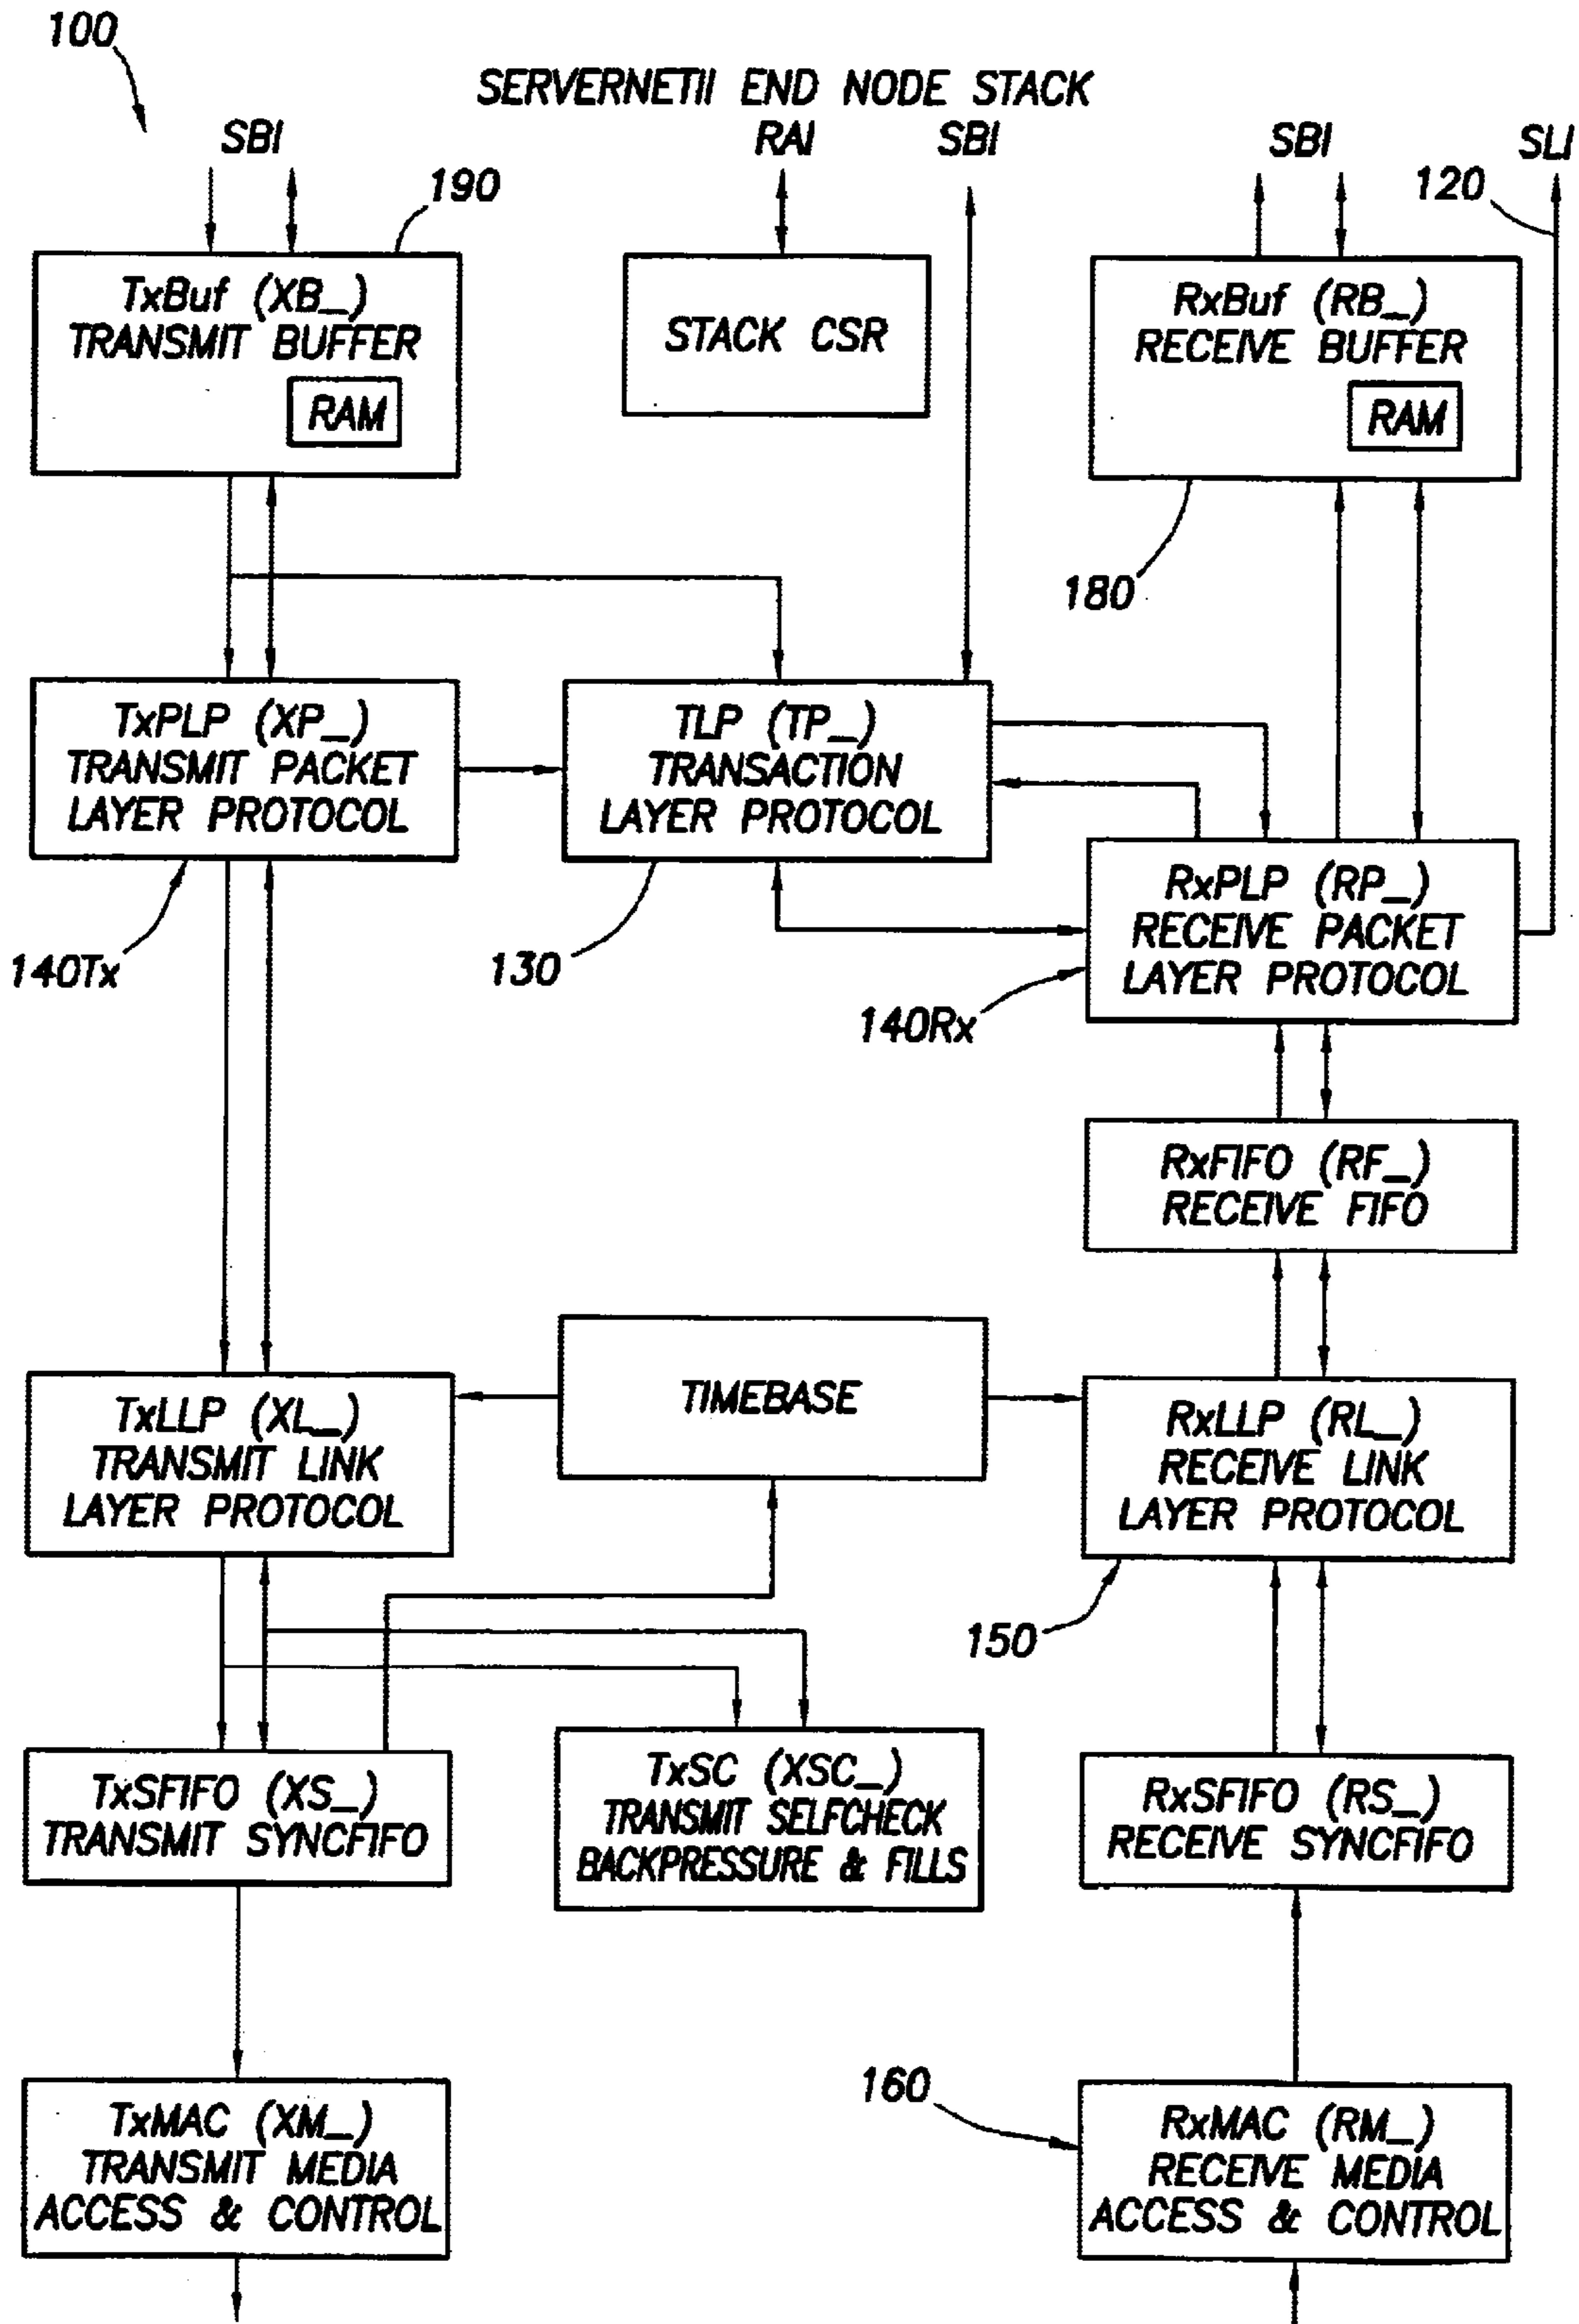 100
SERVERNETII END NODE STACK
SBI
RAI
SBI
SBI
SLI
190
120
TxBuf (XB_)
TRANSMIT BUFFER
RAM
STACK CSR
RxBuf (RB_)
RECEIVE BUFFER
RAM
180
TxPLP (XP_)
TRANSMIT PACKET
LAYER PROTOCOL
TLP (TP_)
TRANSACTION
LAYER PROTOCOL
RxPLP (RP_)
RECEIVE PACKET
LAYER PROTOCOL
140Tx
130
140Rx
RxFIFO (RF_)
RECEIVE FIFO
TxLLP (XL_)
TRANSMIT LINK
LAYER PROTOCOL
TIMEBASE
RxLLP (RL_)
RECEIVE LINK
LAYER PROTOCOL
150
TxSFIFO (XS_)
TRANSMIT SYNCFIFO
TxSC (XSC_)
TRANSMIT SELFCHECK
BACKPRESSURE & FILLS
RxSFIFO (RS_)
RECEIVE SYNCFIFO
160
TxMAC (XM_)
TRANSMIT MEDIA
ACCESS & CONTROL
RxMAC (RM_)
RECEIVE MEDIA
ACCESS & CONTROL